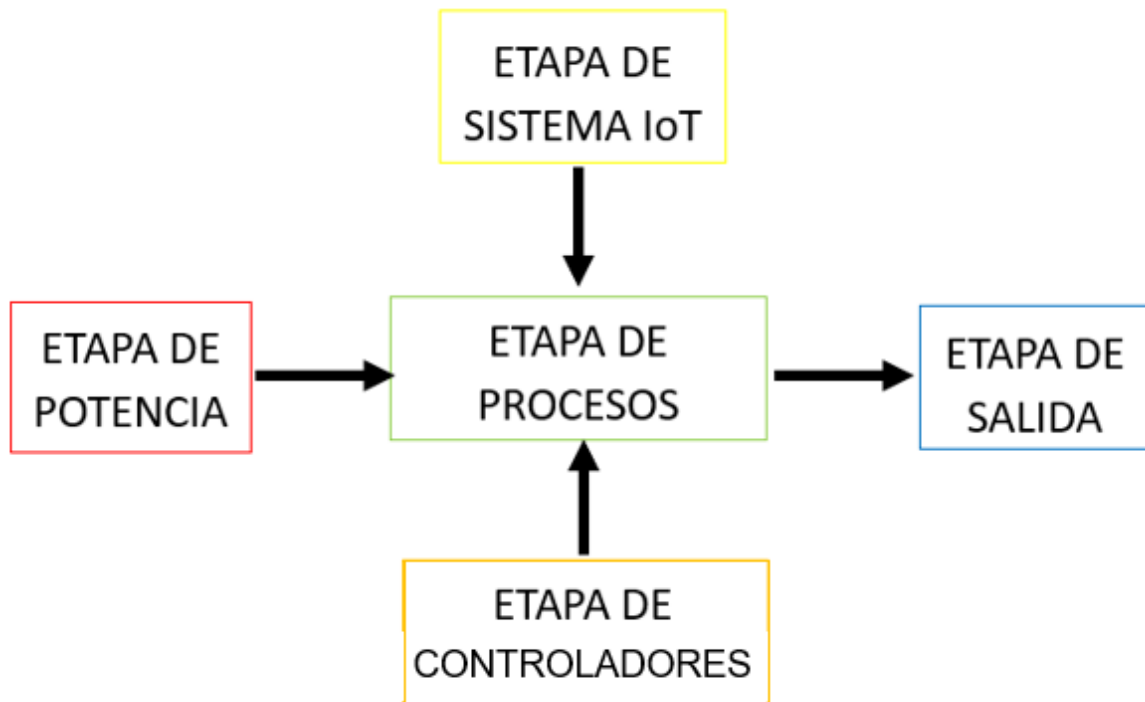 ETAPA DE
SISTEMA IoT
ETAPA DE
POTENCIA
ETAPA DE
PROCESOS
ETAPA DE
SALIDA
ETAPA DE
CONTROLADORES